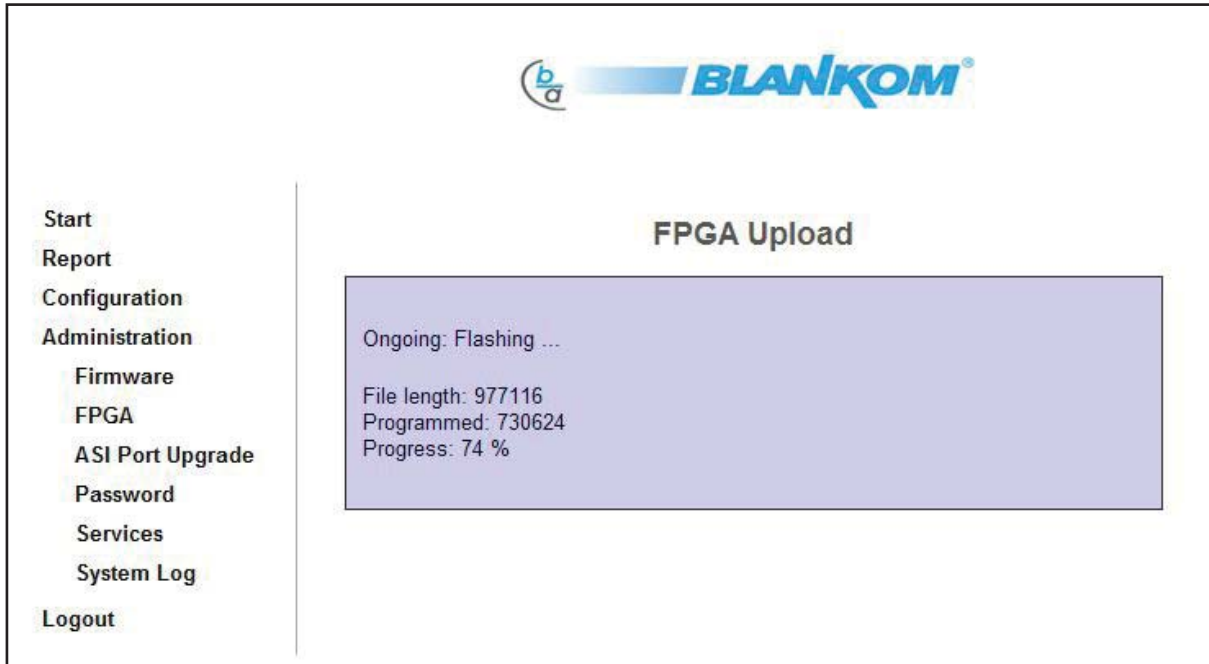 b
a
BLANKOM®
Start
Report
Configuration
Administration
Firmware
FPGA
ASI Port Upgrade
Password
Services
System Log
Logout
FPGA Upload
Ongoing: Flashing ...
File length: 977116
Programmed: 730624
Progress: 74 %